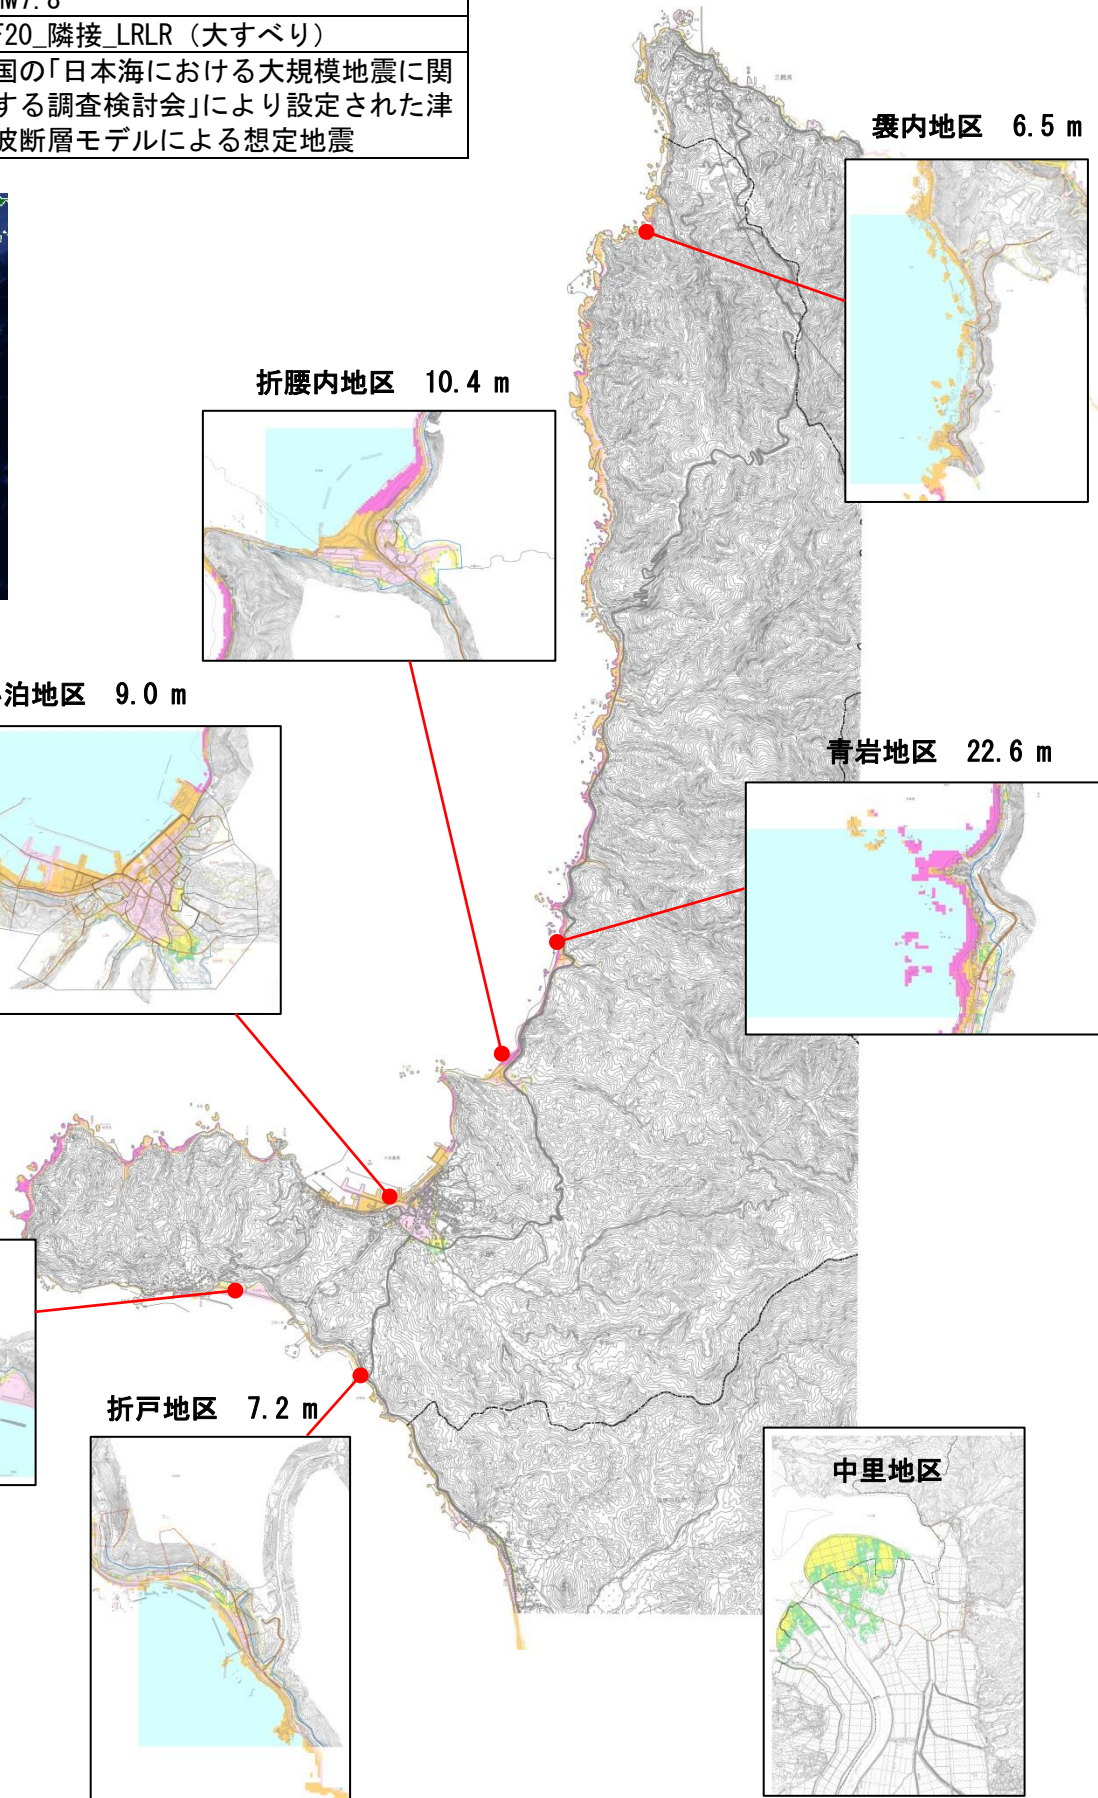 F20_隣接_LRLR（大すべり）
国の「日本海における大規模地震に関
する調査検討会」により設定された津
波断層モデルによる想定地震
袰内地区　6.5 m
折腰内地区　10.4 m
泊地区　9.0 m
青岩地区　22.6 m
折戸地区　7.2 m
中里地区